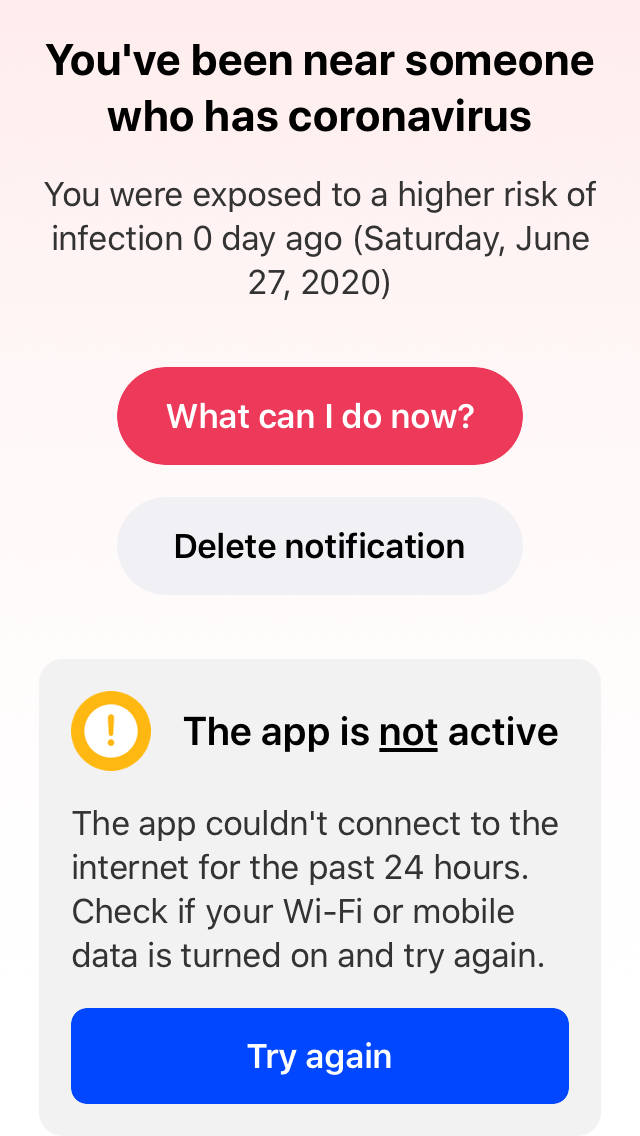 You've been near someone
who has coronavirus
You were exposed to a higher risk of
infection 0 day ago (Saturday, June
27, 2020)
What can I do now?
Delete notification
The app is not active
The app couldn't connect to the
internet for the past 24 hours.
Check if your Wi-Fi or mobile
data is turned on and try again.
Try again